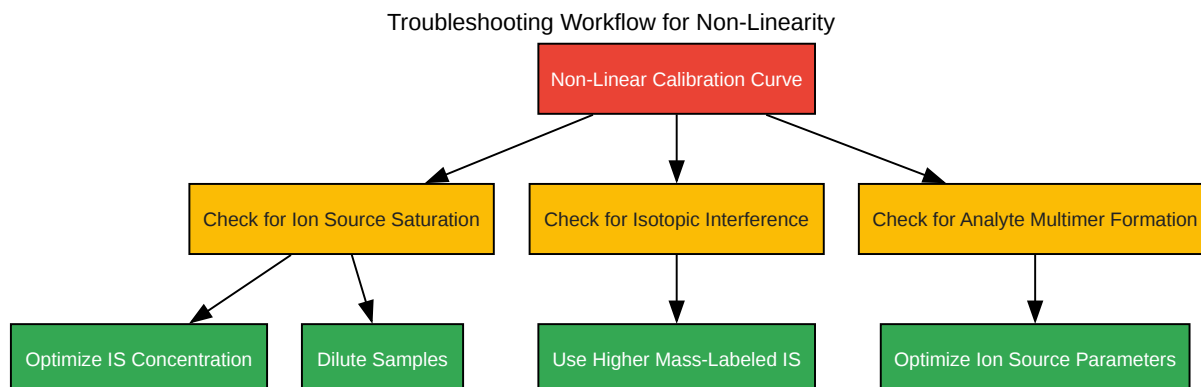 Troubleshooting Workflow for Non-Linearity
Non-Linear Calibration Curve
Check for Ion Source Saturation
Check for Isotopic Interference
Check for Analyte Multimer Formation
Optimize IS Concentration
Dilute Samples
Use Higher Mass-Labeled IS
Optimize Ion Source Parameters